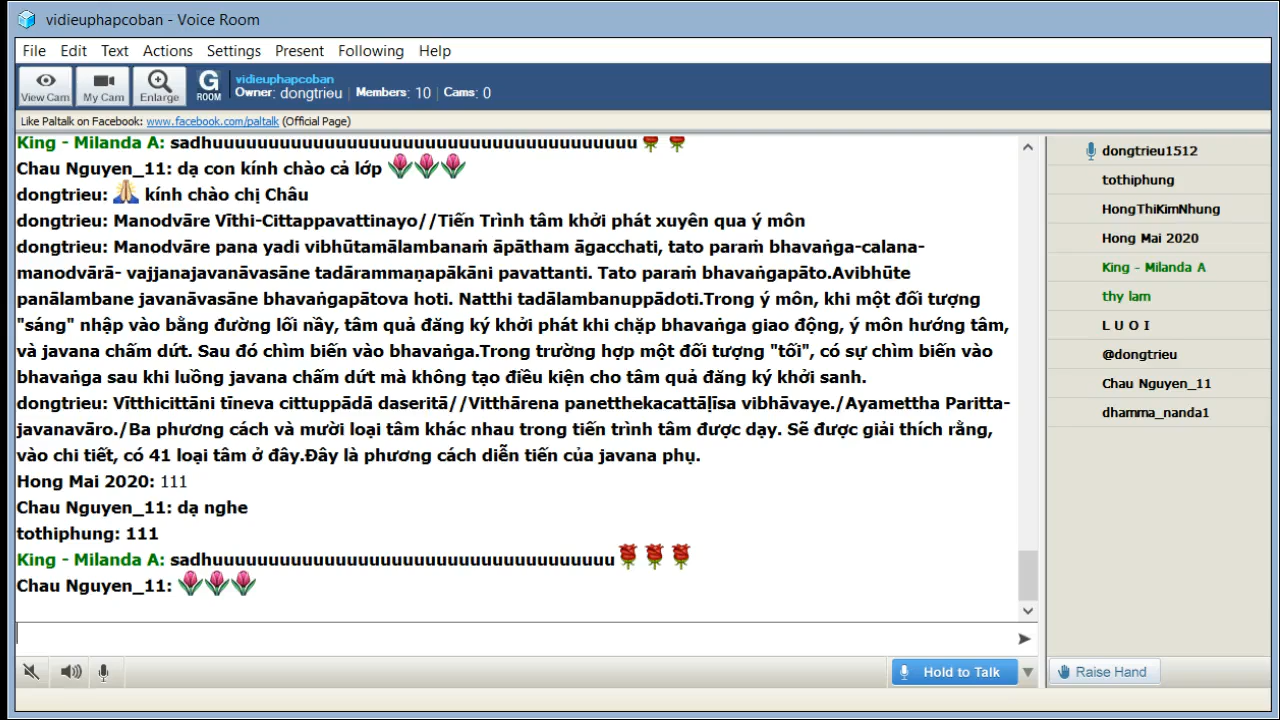 vidieuphapcoban - Voice Room
File Edit Text Actions Settings Present Following Help
View Cam My Cam Enlarge G ROOM
vidieuphapcoban
Owner: dongtrieu | Members: 10 | Cams: 0
Like Paltalk on Facebook: www.facebook.com/paltalk (Official Page)
King - Milanda A: sadhuuuuuuuuuuuuuuuuuuuuuuuuuuuuuuuuuuuuuu
Chau Nguyen_11: dạ con kính chào cả lớp
dongtrieu: kính chào chị Châu
dongtrieu: Manodvāre Vīthi-Cittappavattinayo//Tiến Trình tâm khởi phát xuyên qua ý môn
dongtrieu: Manodvāre pana yadi vibhūtamālambanaṁ āpātham āgacchati, tato paraṁ bhavaṅga-calana-
manodvārā- vajjanajavanāvasāne tadārammaṇapākāni pavattanti. Tato paraṁ bhavaṅgapāto.Avibhūte
panālambane javanāvasāne bhavaṅgapātova hoti. Natthi tadālambanuppādoti.Trong ý môn, khi một đối tượng
"sáng" nhập vào bằng đường lối nầy, tâm quả đăng ký khởi phát khi chặp bhavaṅga giao động, ý môn hướng tâm,
và javana chấm dứt. Sau đó chìm biến vào bhavaṅga.Trong trường hợp một đối tượng "tối", có sự chìm biến vào
bhavaṅga sau khi luồng javana chấm dứt mà không tạo điều kiện cho tâm quả đăng ký khởi sanh.
dongtrieu: Vītthicittāni tīneva cittuppādā daseritā//Vitthārena panetthekacattāḷīsa vibhāvaye./Ayamettha Paritta-
javanavāro./Ba phương cách và mười loại tâm khác nhau trong tiến trình tâm được dạy. Sẽ được giải thích rằng,
vào chi tiết, có 41 loại tâm ở đây.Đây là phương cách diễn tiến của javana phụ.
Hong Mai 2020: 111
Chau Nguyen_11: dạ nghe
tothiphung: 111
King - Milanda A: sadhuuuuuuuuuuuuuuuuuuuuuuuuuuuuuuuuuuuu
Chau Nguyen_11:
Hold to Talk
dongtrieu1512
tothiphung
HongThiKimNhung
Hong Mai 2020
King - Milanda A
thy lam
L U O I
@dongtrieu
Chau Nguyen_11
dhamma_nanda1
Raise Hand